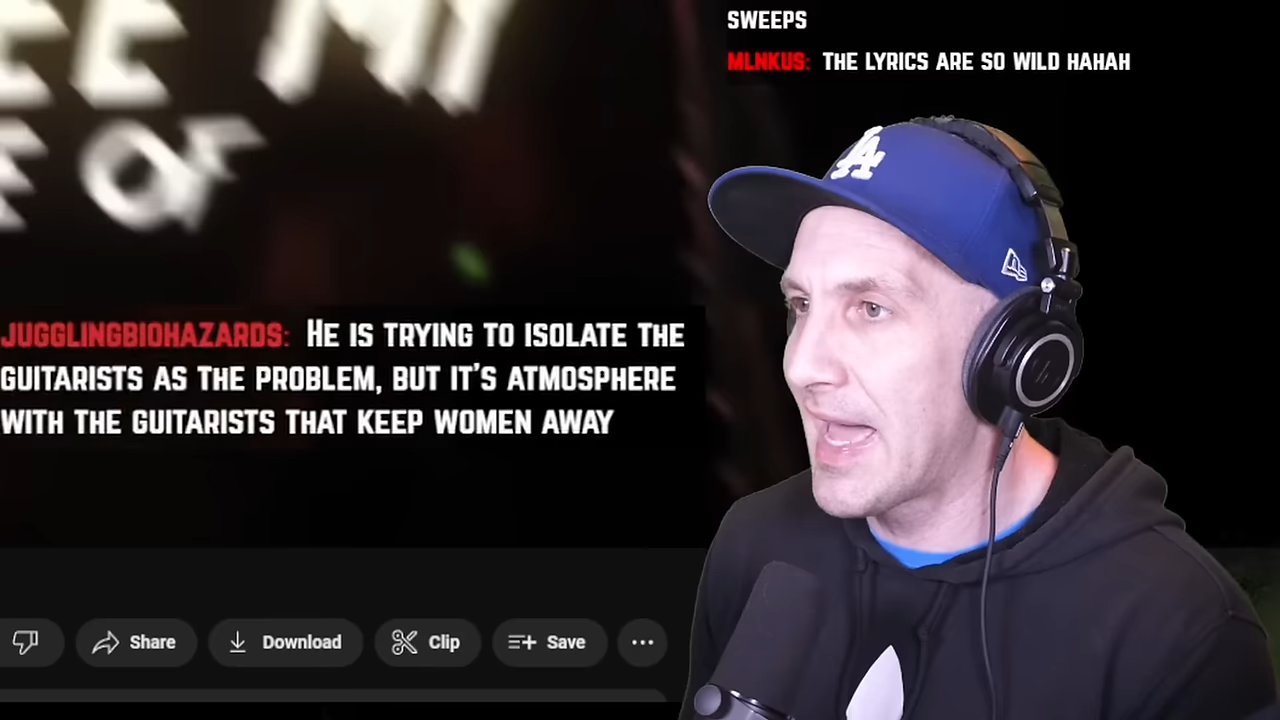 SWEEPS
MLNKUS: THE LYRICS ARE SO WILD HAHAH
LA
JUGGLINGBIOHAZARDS: HE IS TRYING TO ISOLATE THE
GUITARISTS AS THE PROBLEM, BUT IT'S ATMOSPHERE
WITH THE GUITARISTS THAT KEEP WOMEN AWAY
Share
Download
Clip
Save